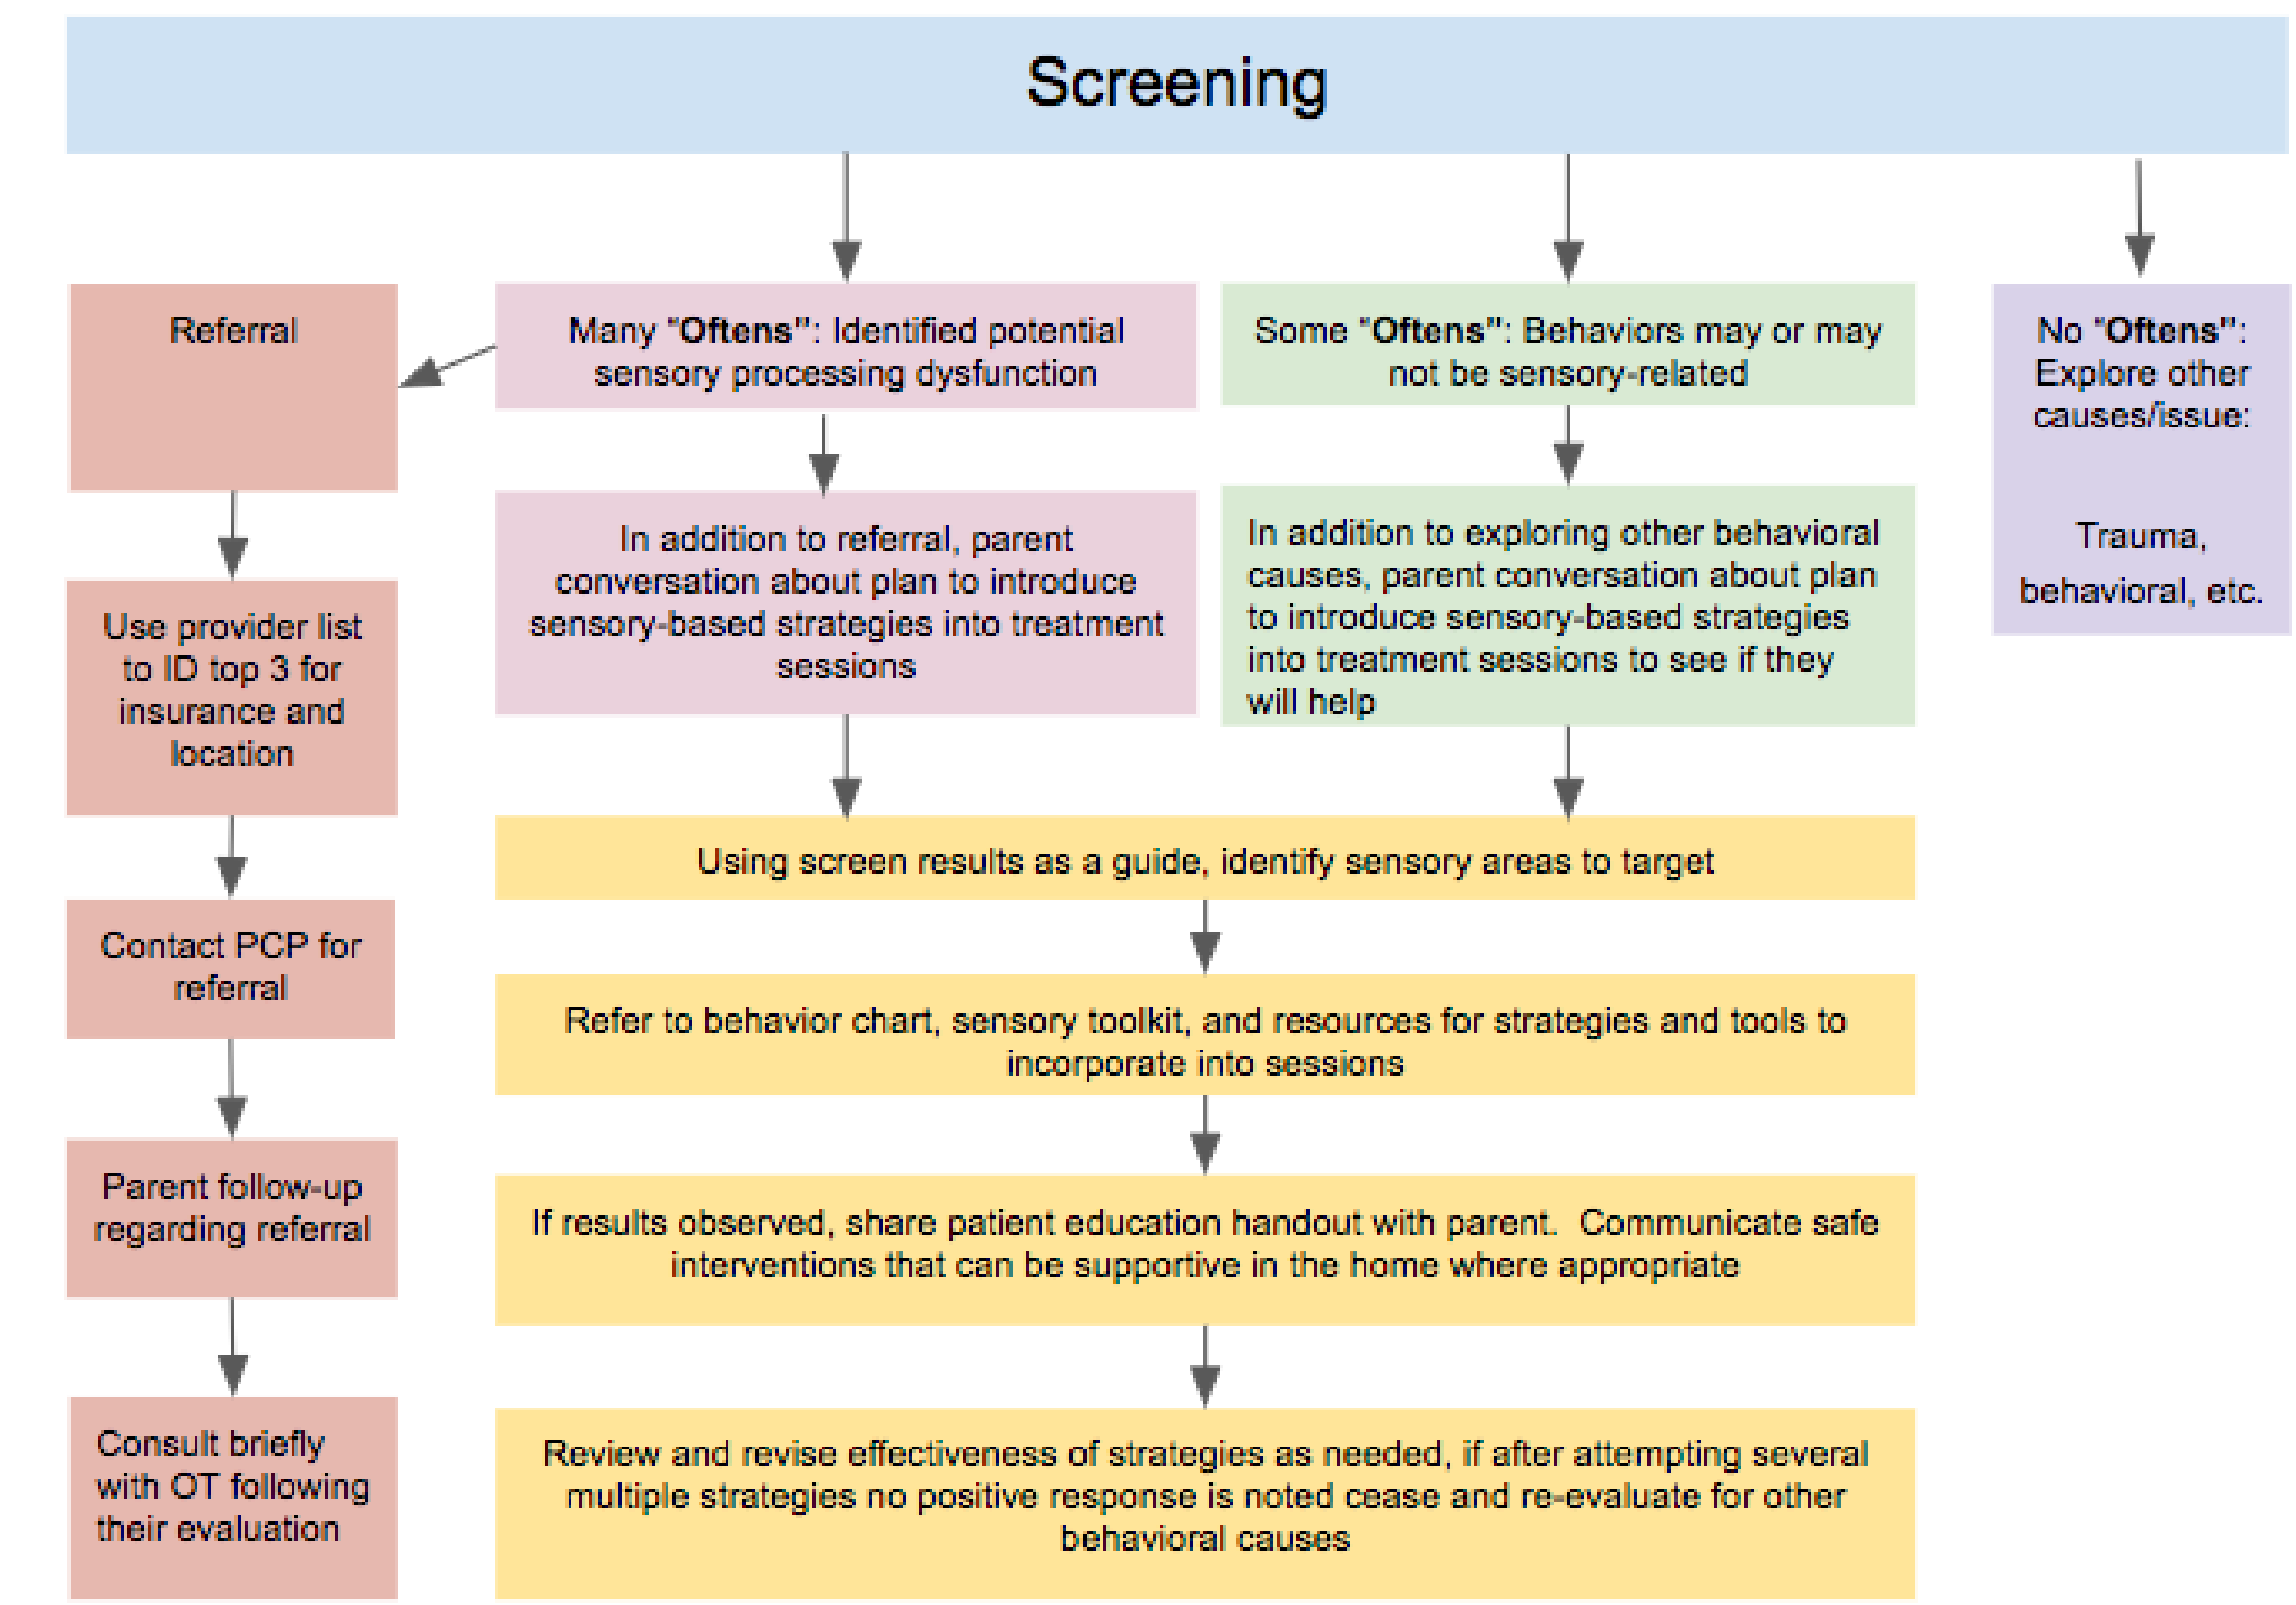 Screening
Referral
Many "Oftens": Identified potential
sensory processing dysfunction
Some "Oftens": Behaviors may or may
not be sensory-related
No "Oftens":
Explore other
causes/issue:
Trauma,
behavioral, etc.
In addition to referral, parent
conversation about plan to introduce
sensory-based strategies into treatment
sessions
In addition to exploring other behavioral
causes, parent conversation about plan
to introduce sensory-based strategies
into treatment sessions to see if they
will help
Use provider list
to ID top 3 for
insurance and
location
Contact PCP for
referral
Parent follow-up
regarding referral
Consult briefly
with OT following
their evaluation
Using screen results as a guide, identify sensory areas to target
Refer to behavior chart, sensory toolkit, and resources for strategies and tools to
incorporate into sessions
If results observed, share patient education handout with parent.  Communicate safe
interventions that can be supportive in the home where appropriate
Review and revise effectiveness of strategies as needed, if after attempting several
multiple strategies no positive response is noted cease and re-evaluate for other
behavioral causes